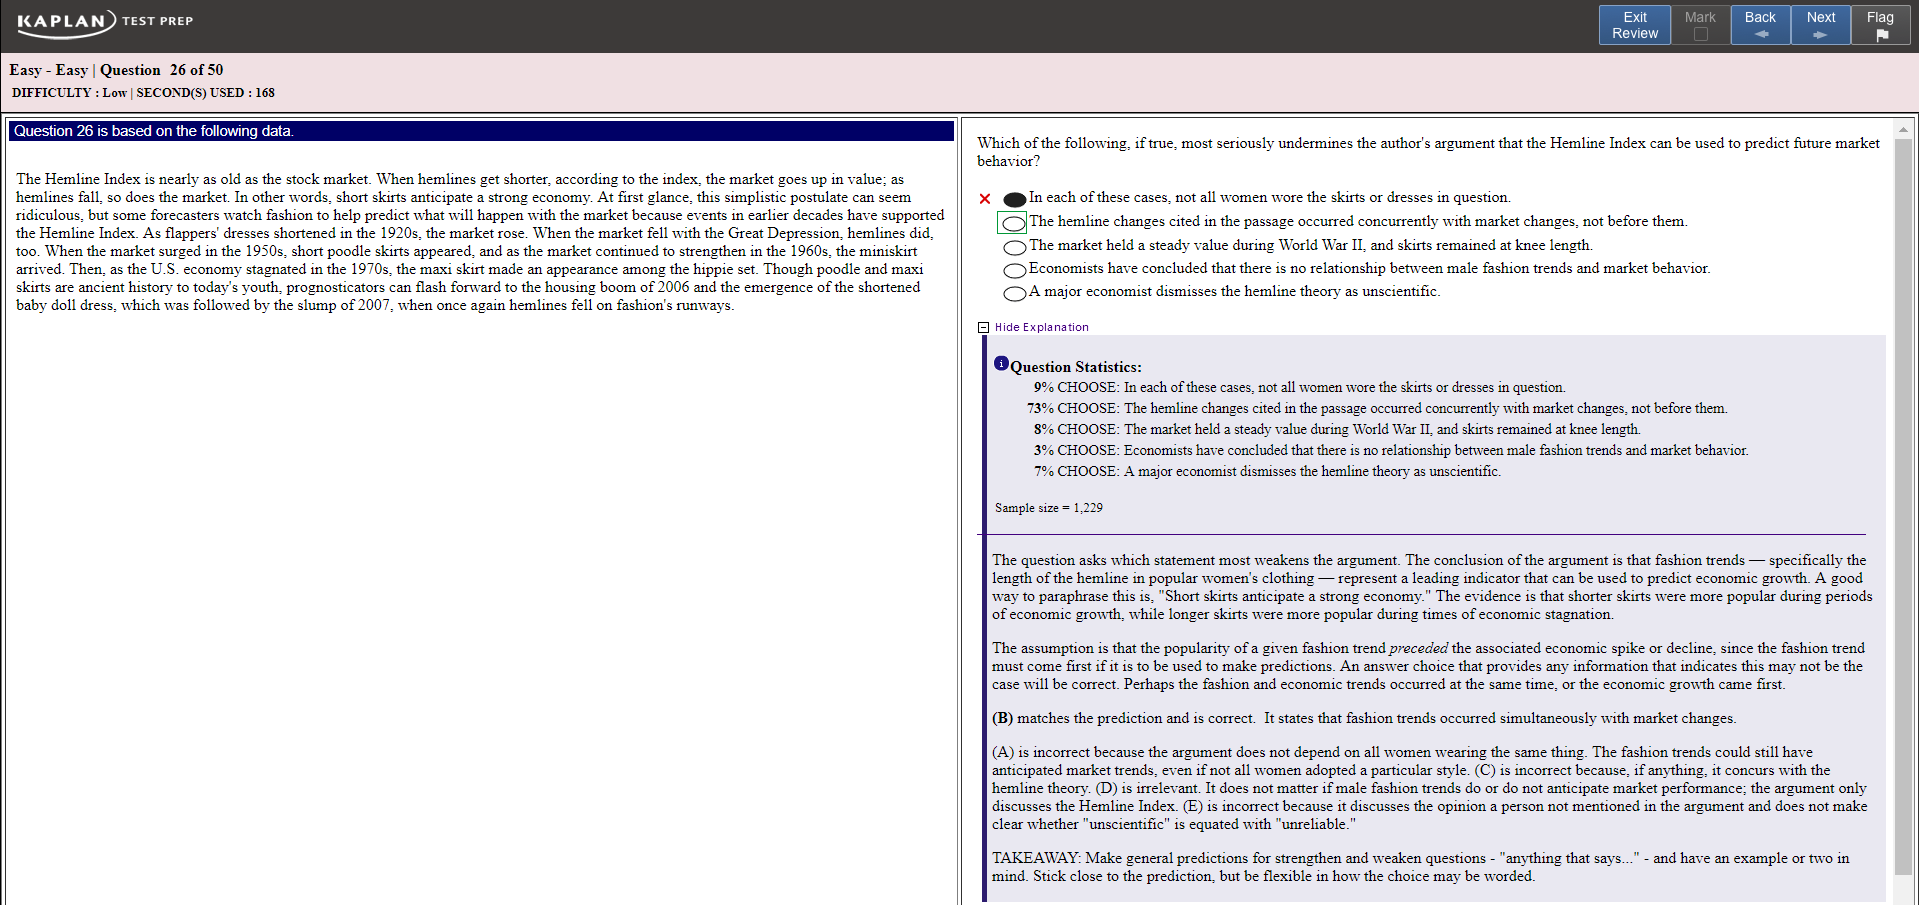 KAPLAN TEST PREP
Exit Review
Mark
Back
Next
Flag
Easy - Easy | Question 26 of 50
DIFFICULTY : Low | SECOND(S) USED : 168
Question 26 is based on the following data.
The Hemline Index is nearly as old as the stock market. When hemlines get shorter, according to the index, the market goes up in value; as
hemlines fall, so does the market. In other words, short skirts anticipate a strong economy. At first glance, this simplistic postulate can seem
ridiculous, but some forecasters watch fashion to help predict what will happen with the market because events in earlier decades have supported
the Hemline Index. As flappers' dresses shortened in the 1920s, the market rose. When the market fell with the Great Depression, hemlines did,
too. When the market surged in the 1950s, short poodle skirts appeared, and as the market continued to strengthen in the 1960s, the miniskirt
arrived. Then, as the U.S. economy stagnated in the 1970s, the maxi skirt made an appearance among the hippie set. Though poodle and maxi
skirts are ancient history to today's youth, prognosticators can flash forward to the housing boom of 2006 and the emergence of the shortened
baby doll dress, which was followed by the slump of 2007, when once again hemlines fell on fashion's runways.
Which of the following, if true, most seriously undermines the author's argument that the Hemline Index can be used to predict future market
behavior?
In each of these cases, not all women wore the skirts or dresses in question.
The hemline changes cited in the passage occurred concurrently with market changes, not before them.
The market held a steady value during World War II, and skirts remained at knee length.
Economists have concluded that there is no relationship between male fashion trends and market behavior.
A major economist dismisses the hemline theory as unscientific.
Hide Explanation
Question Statistics:
9% CHOOSE: In each of these cases, not all women wore the skirts or dresses in question.
73% CHOOSE: The hemline changes cited in the passage occurred concurrently with market changes, not before them.
8% CHOOSE: The market held a steady value during World War II, and skirts remained at knee length.
3% CHOOSE: Economists have concluded that there is no relationship between male fashion trends and market behavior.
7% CHOOSE: A major economist dismisses the hemline theory as unscientific.
Sample size = 1,229
The question asks which statement most weakens the argument. The conclusion of the argument is that fashion trends — specifically the
length of the hemline in popular women's clothing — represent a leading indicator that can be used to predict economic growth. A good
way to paraphrase this is, "Short skirts anticipate a strong economy." The evidence is that shorter skirts were more popular during periods
of economic growth, while longer skirts were more popular during times of economic stagnation.
The assumption is that the popularity of a given fashion trend preceded the associated economic spike or decline, since the fashion trend
must come first if it is to be used to make predictions. An answer choice that provides any information that indicates this may not be the
case will be correct. Perhaps the fashion and economic trends occurred at the same time, or the economic growth came first.
(B) matches the prediction and is correct. It states that fashion trends occurred simultaneously with market changes.
(A) is incorrect because the argument does not depend on all women wearing the same thing. The fashion trends could still have
anticipated market trends, even if not all women adopted a particular style. (C) is incorrect because, if anything, it concurs with the
hemline theory. (D) is irrelevant. It does not matter if male fashion trends do or do not anticipate market performance; the argument only
discusses the Hemline Index. (E) is incorrect because it discusses the opinion a person not mentioned in the argument and does not make
clear whether "unscientific" is equated with "unreliable."
TAKEAWAY: Make general predictions for strengthen and weaken questions - "anything that says..." - and have an example or two in
mind. Stick close to the prediction, but be flexible in how the choice may be worded.